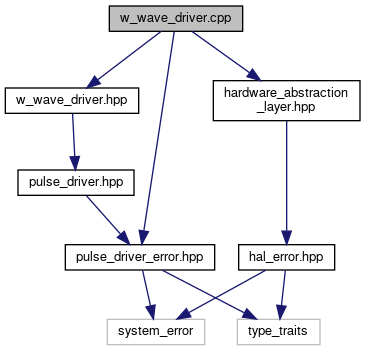 w_wave_driver.cpp
w_wave_driver.hpp
hardware_abstraction
_layer.hpp
pulse_driver.hpp
pulse_driver_error.hpp
hal_error.hpp
system_error
type_traits